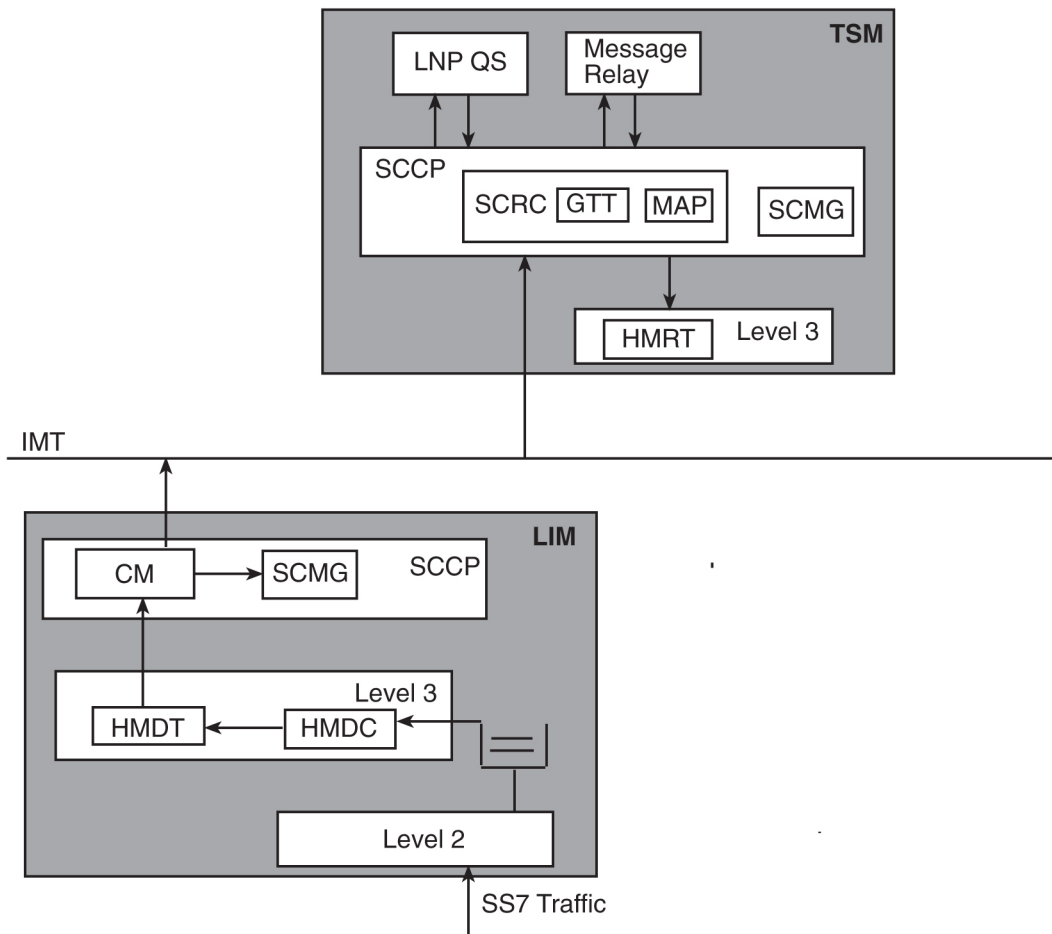 TSM
LNP QS
Message
Relay
SCCP
SCRC
GTT
MAP
SCMG
Level 3
HMRT
IMT
LIM
SCCP
CM
SCMG
Level 3
HMDT
HMDC
Level 2
SS7 Traffic